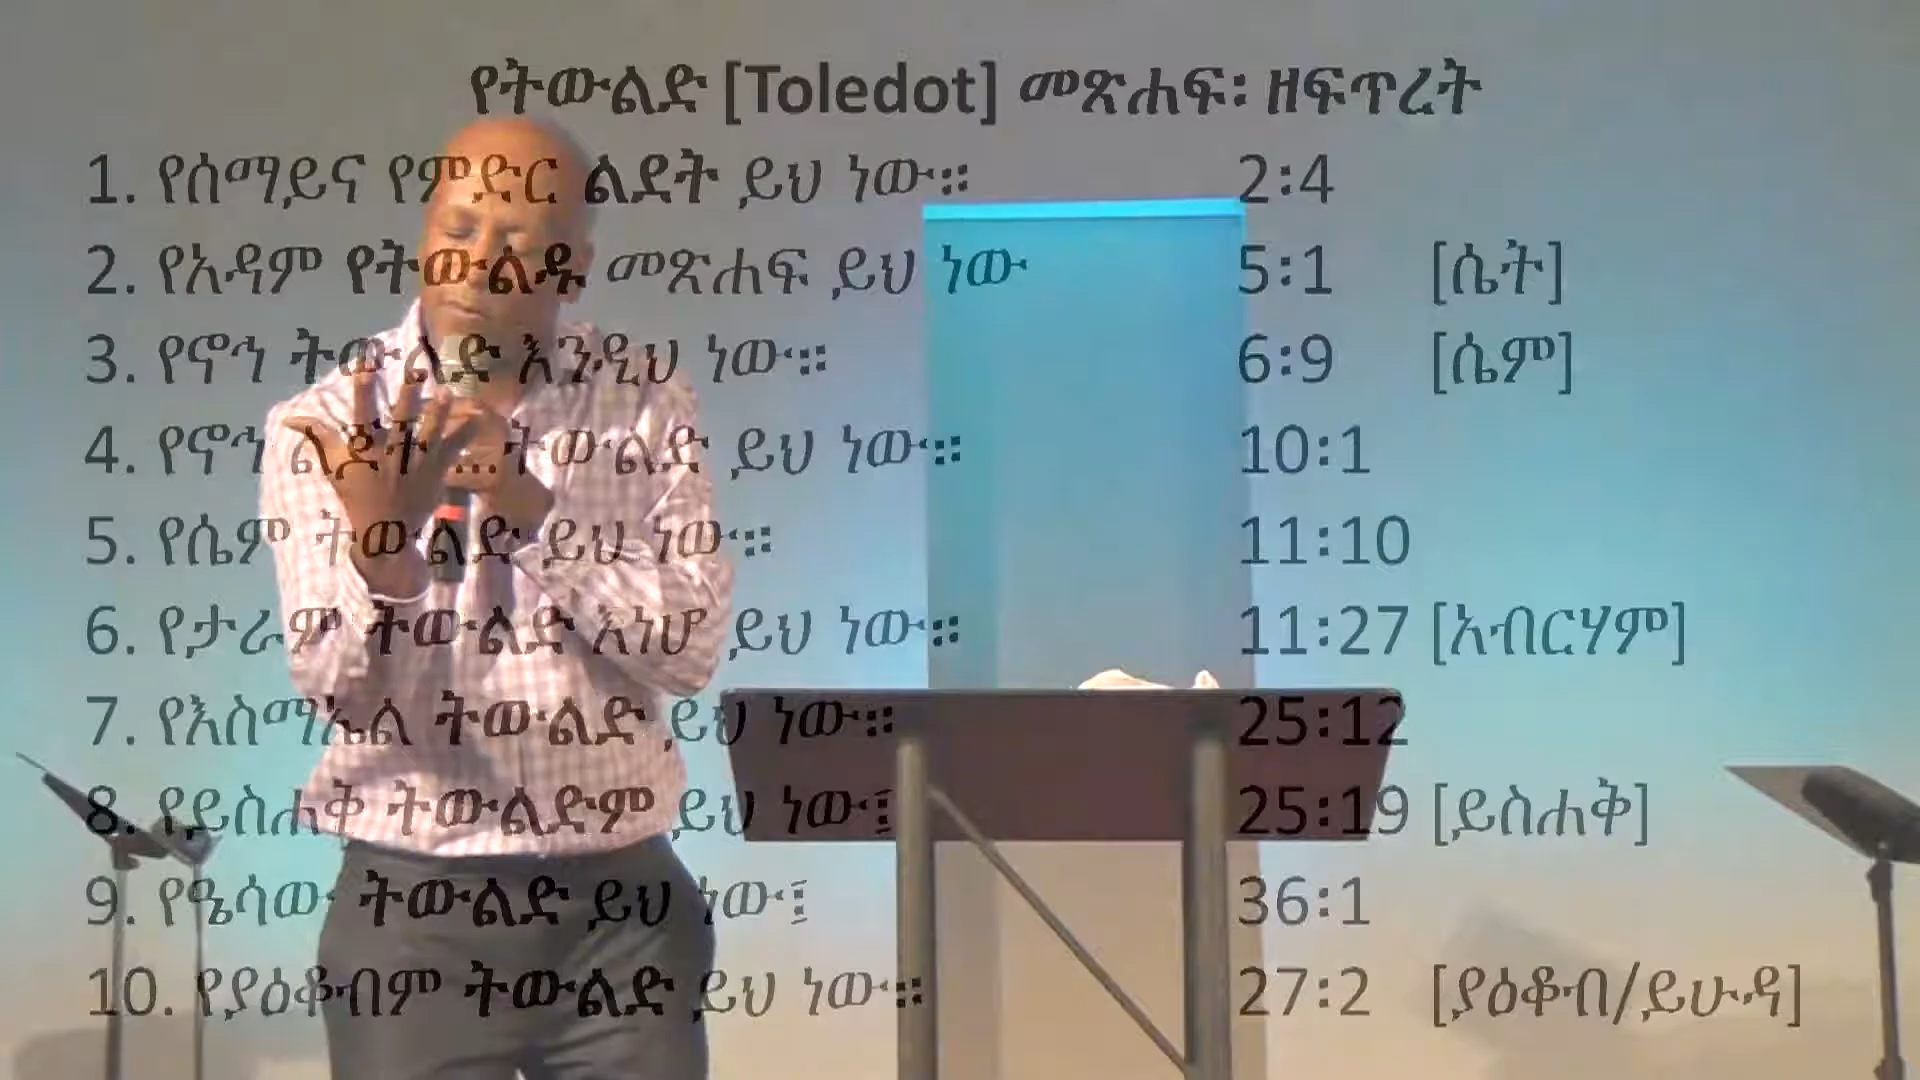 የትውልድ [Toledot] መጽሐፍ፡ ዘፍጥረት
1. የሰማይና የምድር ልደት ይህ ነው። 2:4
2. የአዳም የትውልዱ መጽሐፍ ይህ ነው 5:1 [ሴት]
3. የኖኅ ትውልድ እንዲህ ነው። 6:9 [ሴም]
4. የኖኅ ልጆች ...ትውልድ ይህ ነው። 10:1
5. የሴም ትውልድ ይህ ነው። 11:10
6. የታራም ትውልድ እነሆ ይህ ነው። 11:27 [አብርሃም]
7. የእስማኤል ትውልድ ይህ ነው። 25:12
8. የይስሐቅ ትውልድም ይህ ነው፤ 25:19 [ይስሐቅ]
9. የዔሳው ትውልድ ይህ ነው፤ 36:1
10. የያዕቆብም ትውልድ ይህ ነው። 27:2 [ያዕቆብ/ይሁዳ]